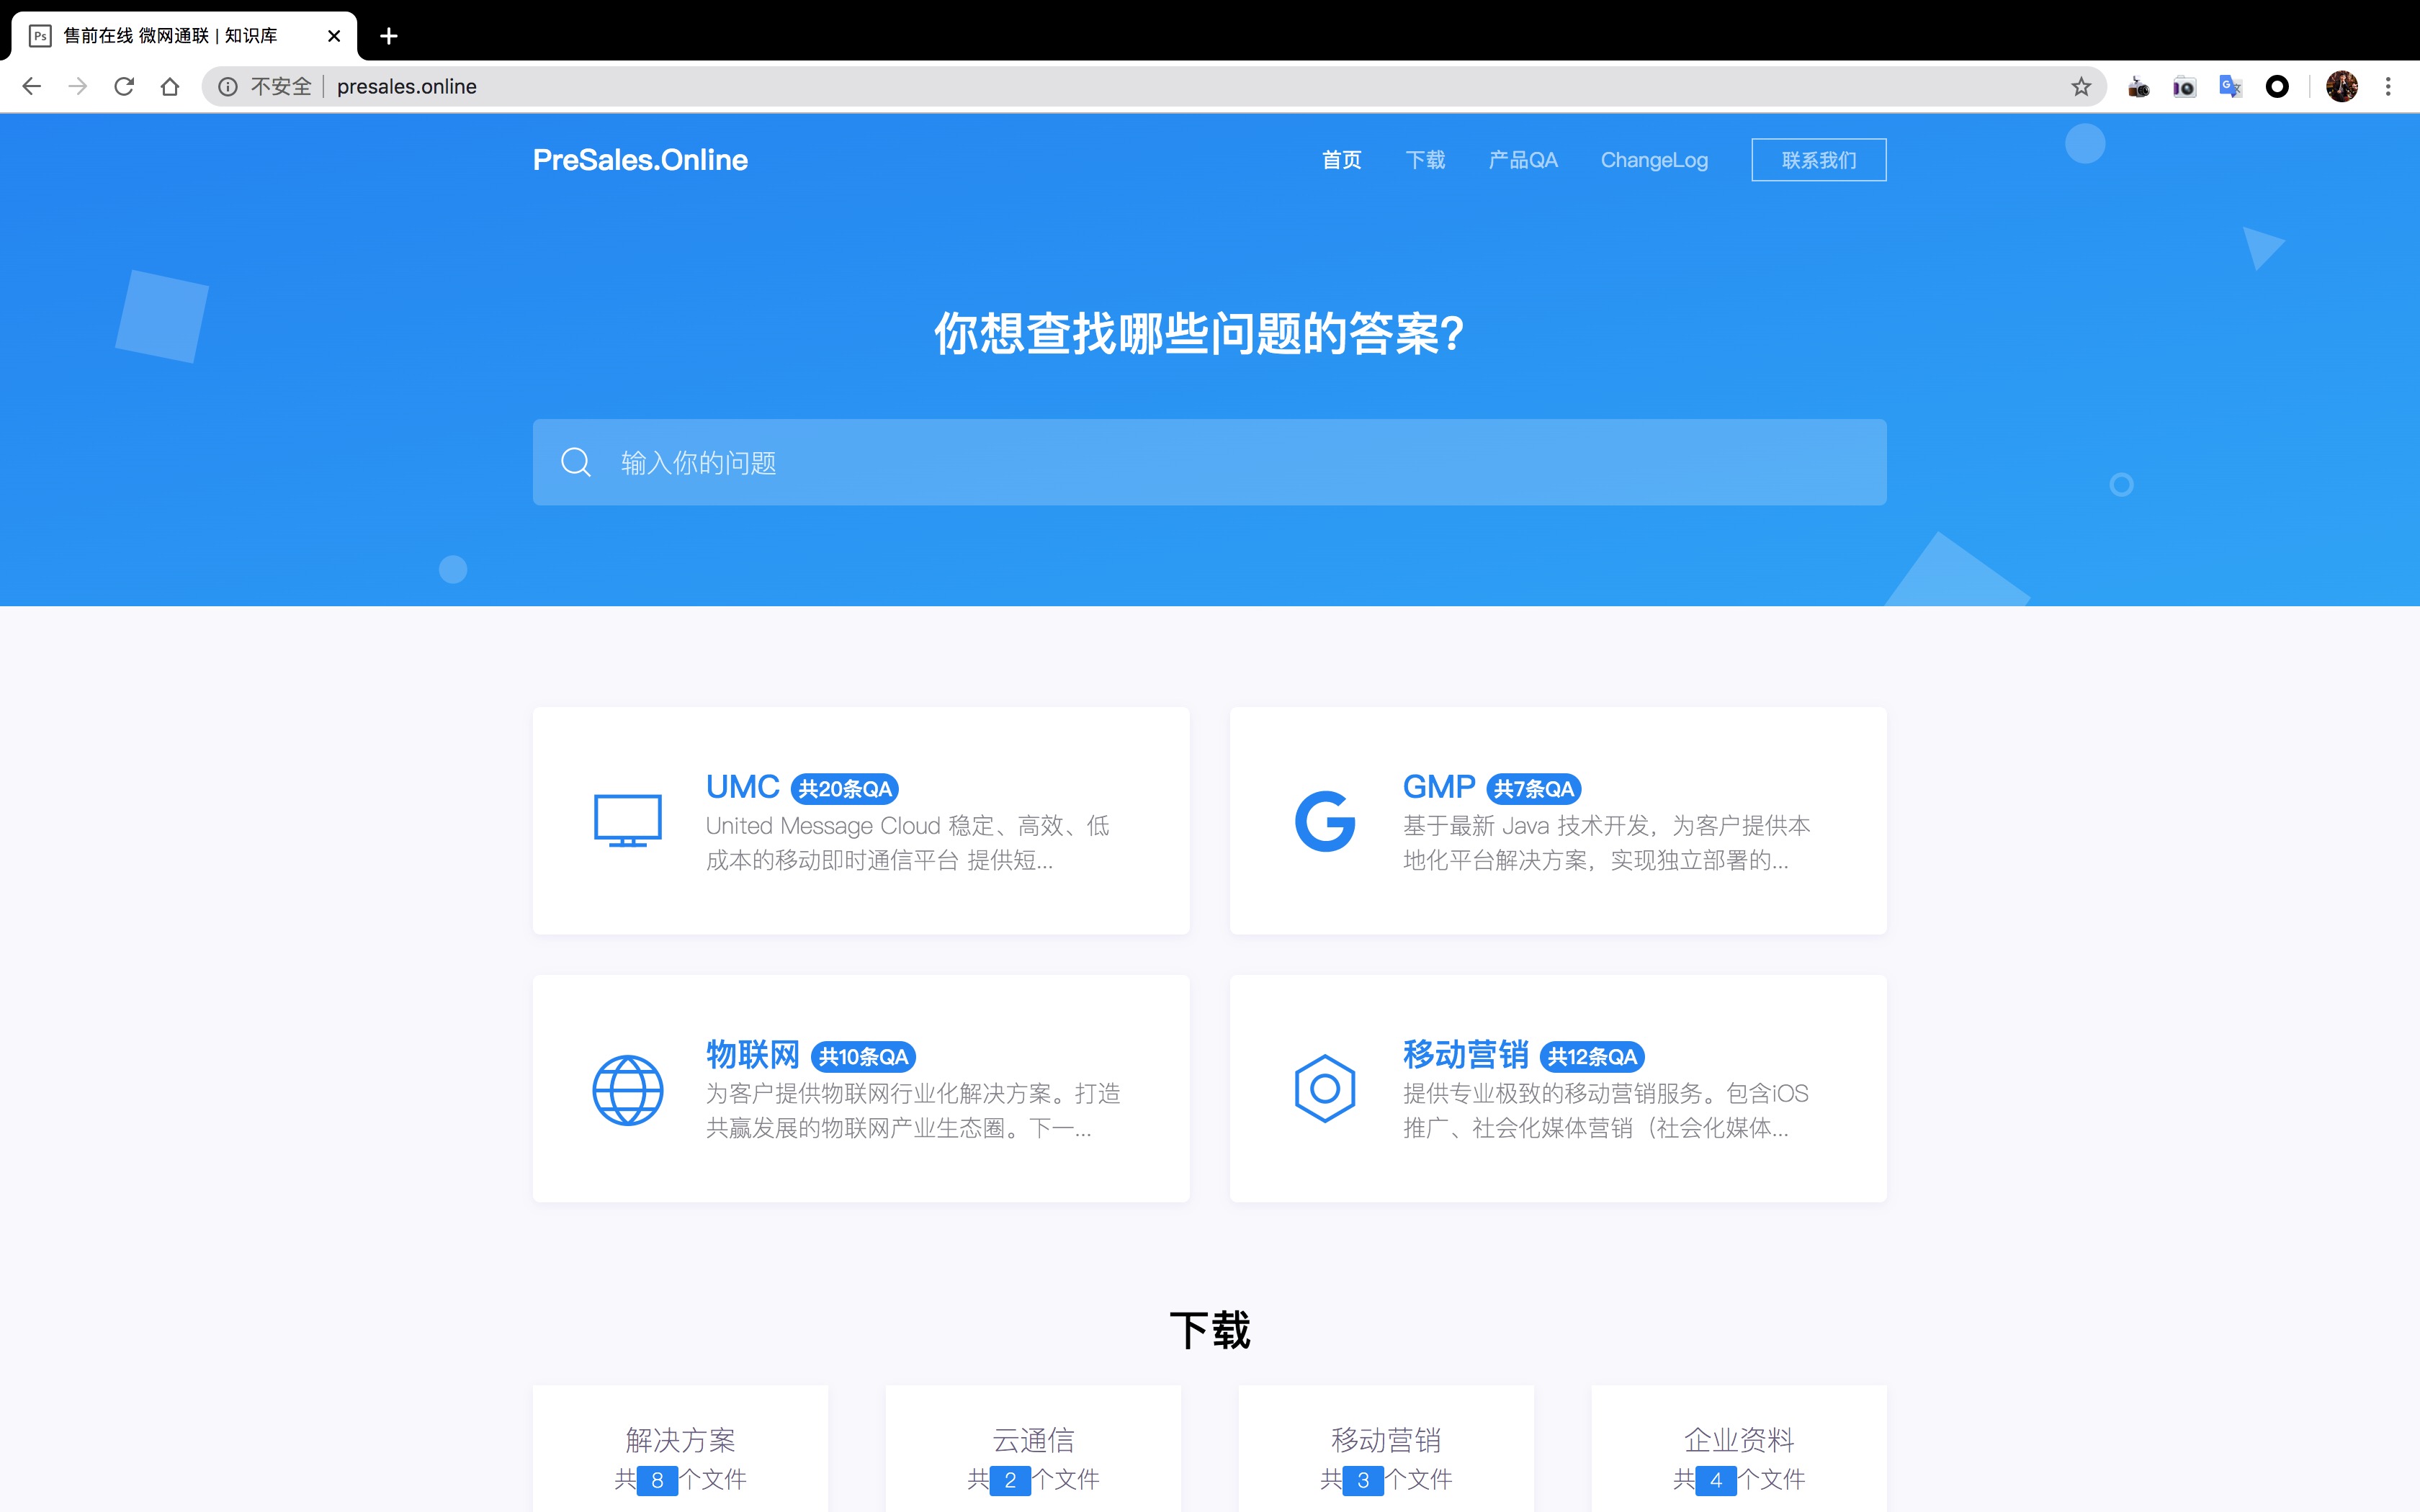 Ps 售前在线 微网通联 | 知识库
不安全 presales.online
PreSales.Online 首页 下载 产品QA ChangeLog 联系我们
你想查找哪些问题的答案?
输入你的问题
UMC 共20条QA
United Message Cloud 稳定、高效、低
成本的移动即时通信平台 提供短...
GMP 共7条QA
基于最新 Java 技术开发，为客户提供本
地化平台解决方案，实现独立部署的...
物联网 共10条QA
为客户提供物联网行业化解决方案。打造
共赢发展的物联网产业生态圈。下一...
移动营销 共12条QA
提供专业极致的移动营销服务。包含iOS
推广、社会化媒体营销（社会化媒体...
下载
解决方案
共 8 个文件
云通信
共 2 个文件
移动营销
共 3 个文件
企业资料
共 4 个文件